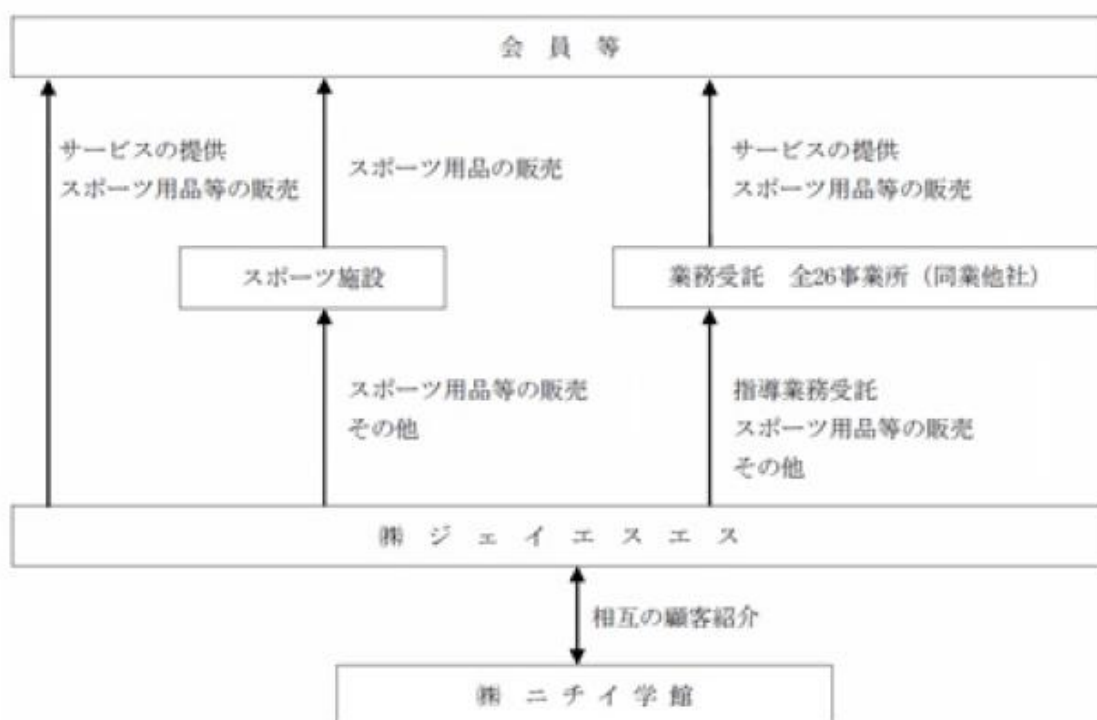 会員等
サービスの提供
スポーツ用品等の販売
スポーツ用品の販売
サービスの提供
スポーツ用品等の販売
スポーツ施設
業務受託　全26事業所（同業他社）
スポーツ用品等の販売
その他
指導業務受託
スポーツ用品等の販売
その他
㈱ジェイエスエス
相互の顧客紹介
㈱ニチイ学館